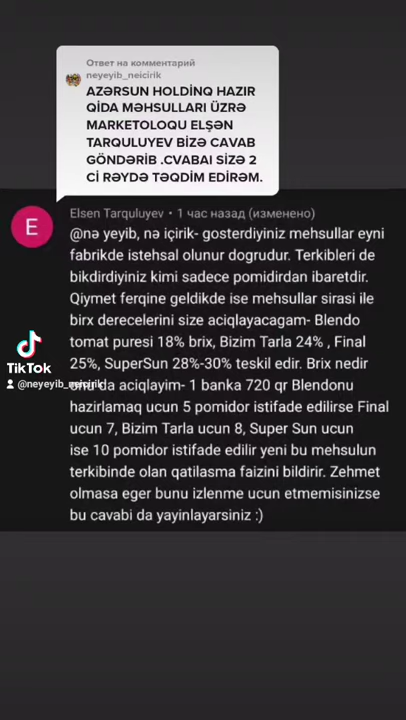 Ответ на комментарий
neyeyib_neicirik
AZƏRSUN HOLDİNQ HAZIR
QİDA MƏHSULLARI ÜZRƏ
MARKETOLOQU ELŞƏN
TARQULUYEV BİZƏ CAVAB
GÖNDƏRİB .CVABAI SİZƏ 2
Cİ RƏYDƏ TƏQDİM EDİRƏM.
E
Elsen Tarquluyev • 1 час назад (изменено)
@nə yeyib, nə içirik- gosterdiyiniz mehsullar eyni
fabrikde istehsal olunur dogrudur. Terkibleri de
bikdirdiyiniz kimi sadece pomidirdan ibaretdir.
Qiymet ferqine geldikde ise mehsullar sirasi ile
birx derecelerini size aciqlayacagam- Blendo
tomat puresi 18% brix, Bizim Tarla 24% , Final
25%, SuperSun 28%-30% teskil edir. Brix nedir
onu da aciqlayim- 1 banka 720 qr Blendonu
hazirlamaq ucun 5 pomidor istifade edilirse Final
ucun 7, Bizim Tarla ucun 8, Super Sun ucun
ise 10 pomidor istifade edilir yeni bu mehsulun
terkibinde olan qatilasma faizini bildirir. Zehmet
olmasa eger bunu izlenme ucun etmemisinizse
bu cavabi da yayinlayarsiniz :)
TikTok
@neyeyib_neicirik